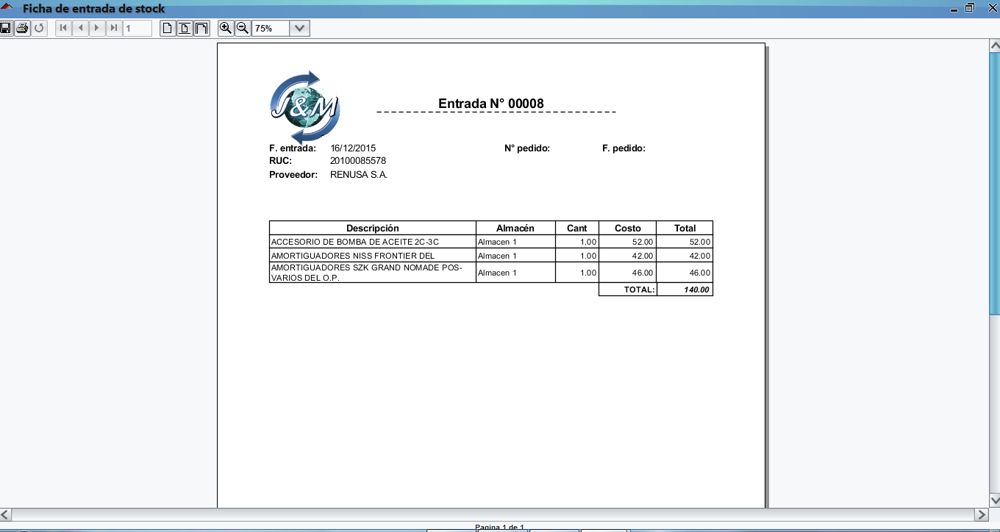 Ficha de entrada de stock
1
75%
J&M
Entrada N° 00008
F. entrada: 16/12/2015 N° pedido: F. pedido:
RUC: 20100085578
Proveedor: RENUSA S.A.
Descripción Almacén Cant Costo Total
ACCESORIO DE BOMBA DE ACEITE 2C-3C Almacen 1 1.00 52.00 52.00
AMORTIGUADORES NISS FRONTIER DEL Almacen 1 1.00 42.00 42.00
AMORTIGUADORES SZK GRAND NOMADE POS-
VARIOS DEL O.P. Almacen 1 1.00 46.00 46.00
TOTAL: 140.00
Pagina 1 de 1